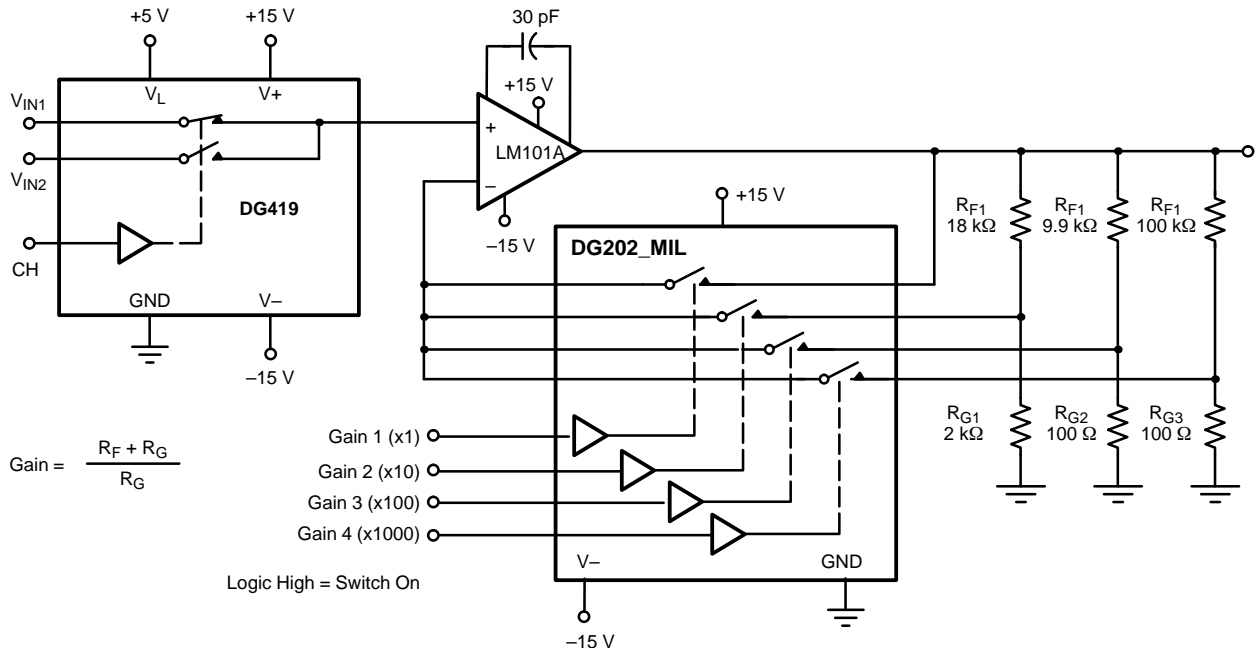 +5 V
+15 V
30 pF
V_IN1
V_L
V+
+15 V
+
LM101A
V_IN2
–
DG419
+15 V
–15 V
CH
GND
V–
DG202_MIL
–15 V
R_F1
18 kΩ
R_F1
9.9 kΩ
R_F1
100 kΩ
R_G1
2 kΩ
R_G2
100 Ω
R_G3
100 Ω
Gain = R_F + R_G
R_G
Gain 1 (x1)
Gain 2 (x10)
Gain 3 (x100)
Gain 4 (x1000)
V–
GND
Logic High = Switch On
–15 V